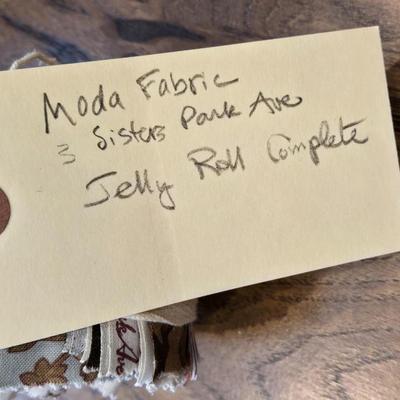 Moda Fabric
3 Sisters Park Ave
Jelly Roll Complete